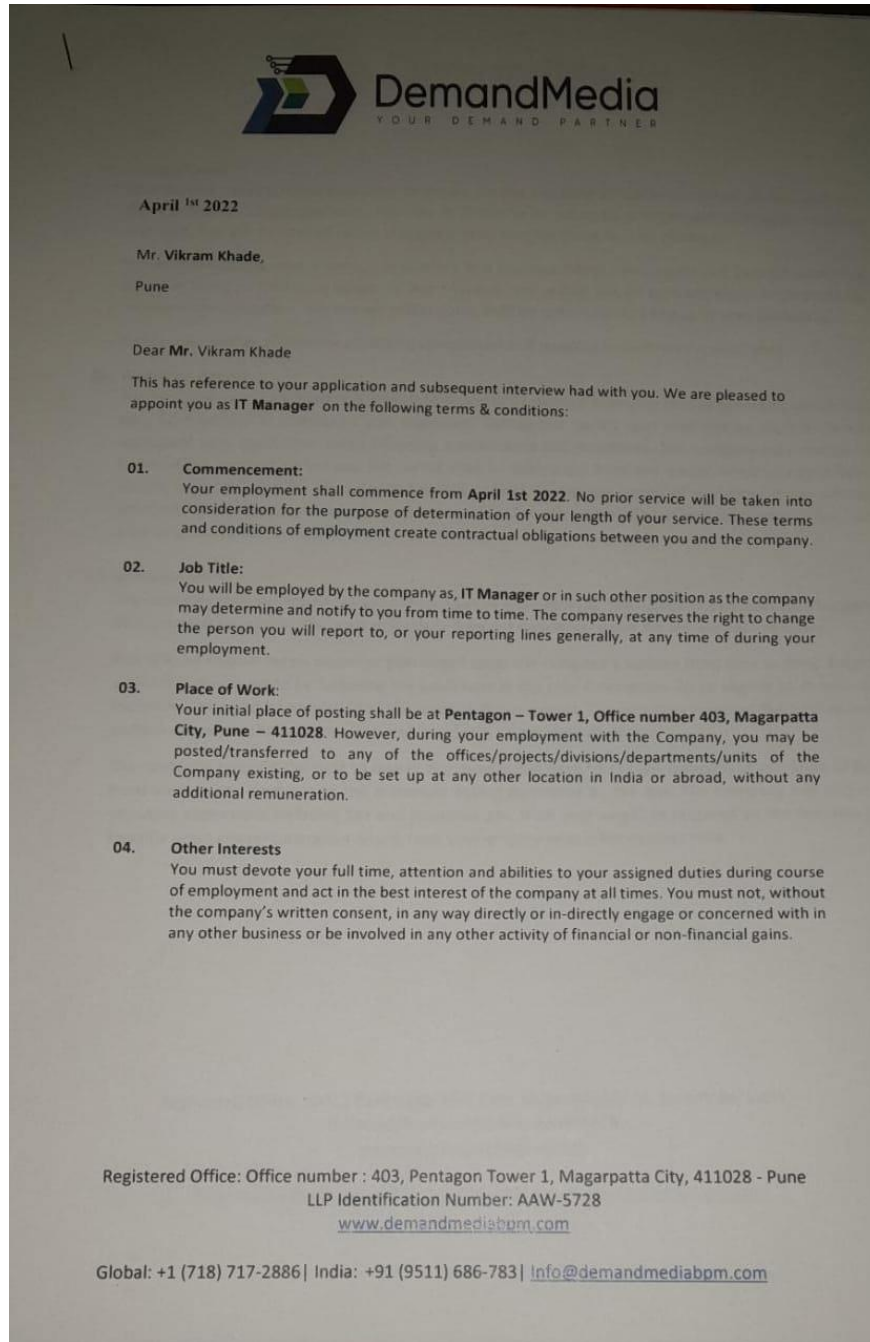 DemandMedia
YOUR DEMAND PARTNER
April 1st 2022
Mr. Vikram Khade,
Pune
Dear Mr. Vikram Khade
This has reference to your application and subsequent interview had with you. We are pleased to
appoint you as IT Manager on the following terms & conditions:
01. Commencement:
Your employment shall commence from April 1st 2022. No prior service will be taken into
consideration for the purpose of determination of your length of your service. These terms
and conditions of employment create contractual obligations between you and the company.
02. Job Title:
You will be employed by the company as, IT Manager or in such other position as the company
may determine and notify to you from time to time. The company reserves the right to change
the person you will report to, or your reporting lines generally, at any time of during your
employment.
03. Place of Work:
Your initial place of posting shall be at Pentagon – Tower 1, Office number 403, Magarpatta
City, Pune – 411028. However, during your employment with the Company, you may be
posted/transferred to any of the offices/projects/divisions/departments/units of the
Company existing, or to be set up at any other location in India or abroad, without any
additional remuneration.
04. Other Interests
You must devote your full time, attention and abilities to your assigned duties during course
of employment and act in the best interest of the company at all times. You must not, without
the company's written consent, in any way directly or in-directly engage or concerned with in
any other business or be involved in any other activity of financial or non-financial gains.
Registered Office: Office number : 403, Pentagon Tower 1, Magarpatta City, 411028 - Pune
LLP Identification Number: AAW-5728
www.demandmediabpm.com
Global: +1 (718) 717-2886| India: +91 (9511) 686-783| Info@demandmediabpm.com